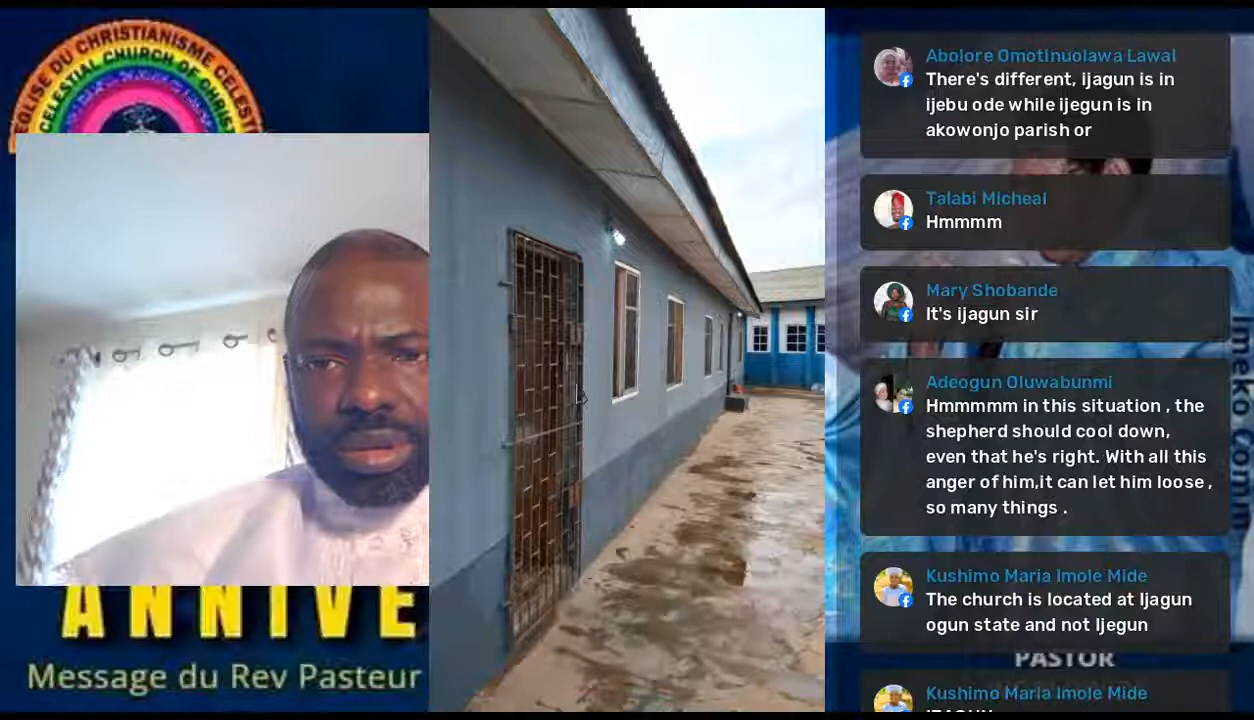 EGLISE DU CHRISTIANISME CELESTE
CELESTIAL CHURCH OF CHRIST
ANNIVE
Message du Rev Pasteur
Abolore Omotinuolawa Lawal
There's different, ijagun is in
ijebu ode while ijegun is in
akowonjo parish or
Talabi Micheal
Hmmmm
Mary Shobande
It's ijagun sir
Adeogun Oluwabunmi
Hmmmmm in this situation , the
shepherd should cool down,
even that he's right. With all this
anger of him,it can let him loose ,
so many things .
Kushimo Maria Imole Mide
The church is located at Ijagun
ogun state and not Ijegun
Kushimo Maria Imole Mide
PASTOR